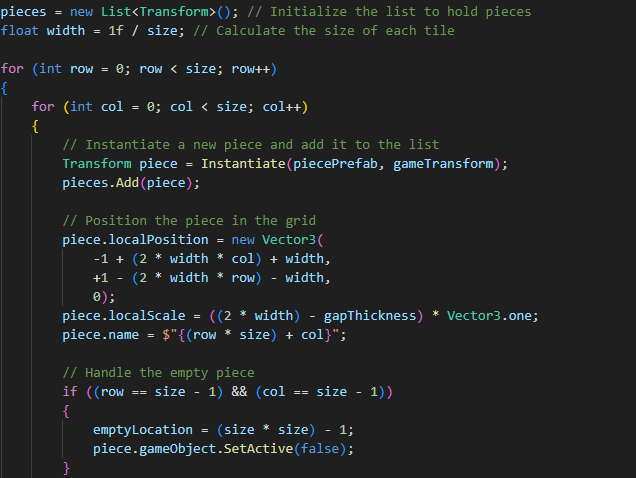 pieces = new List<Transform>(); // Initialize the list to hold pieces
float width = 1f / size; // Calculate the size of each tile
for (int row = 0; row < size; row++)
{
for (int col = 0; col < size; col++)
{
// Instantiate a new piece and add it to the list
Transform piece = Instantiate(piecePrefab, gameTransform);
pieces.Add(piece);
// Position the piece in the grid
piece.localPosition = new Vector3(
-1 + (2 * width * col) + width,
+1 - (2 * width * row) - width,
0);
piece.localScale = ((2 * width) - gapThickness) * Vector3.one;
piece.name = $"{(row * size) + col}";
// Handle the empty piece
if ((row == size - 1) && (col == size - 1))
{
emptyLocation = (size * size) - 1;
piece.gameObject.SetActive(false);
}